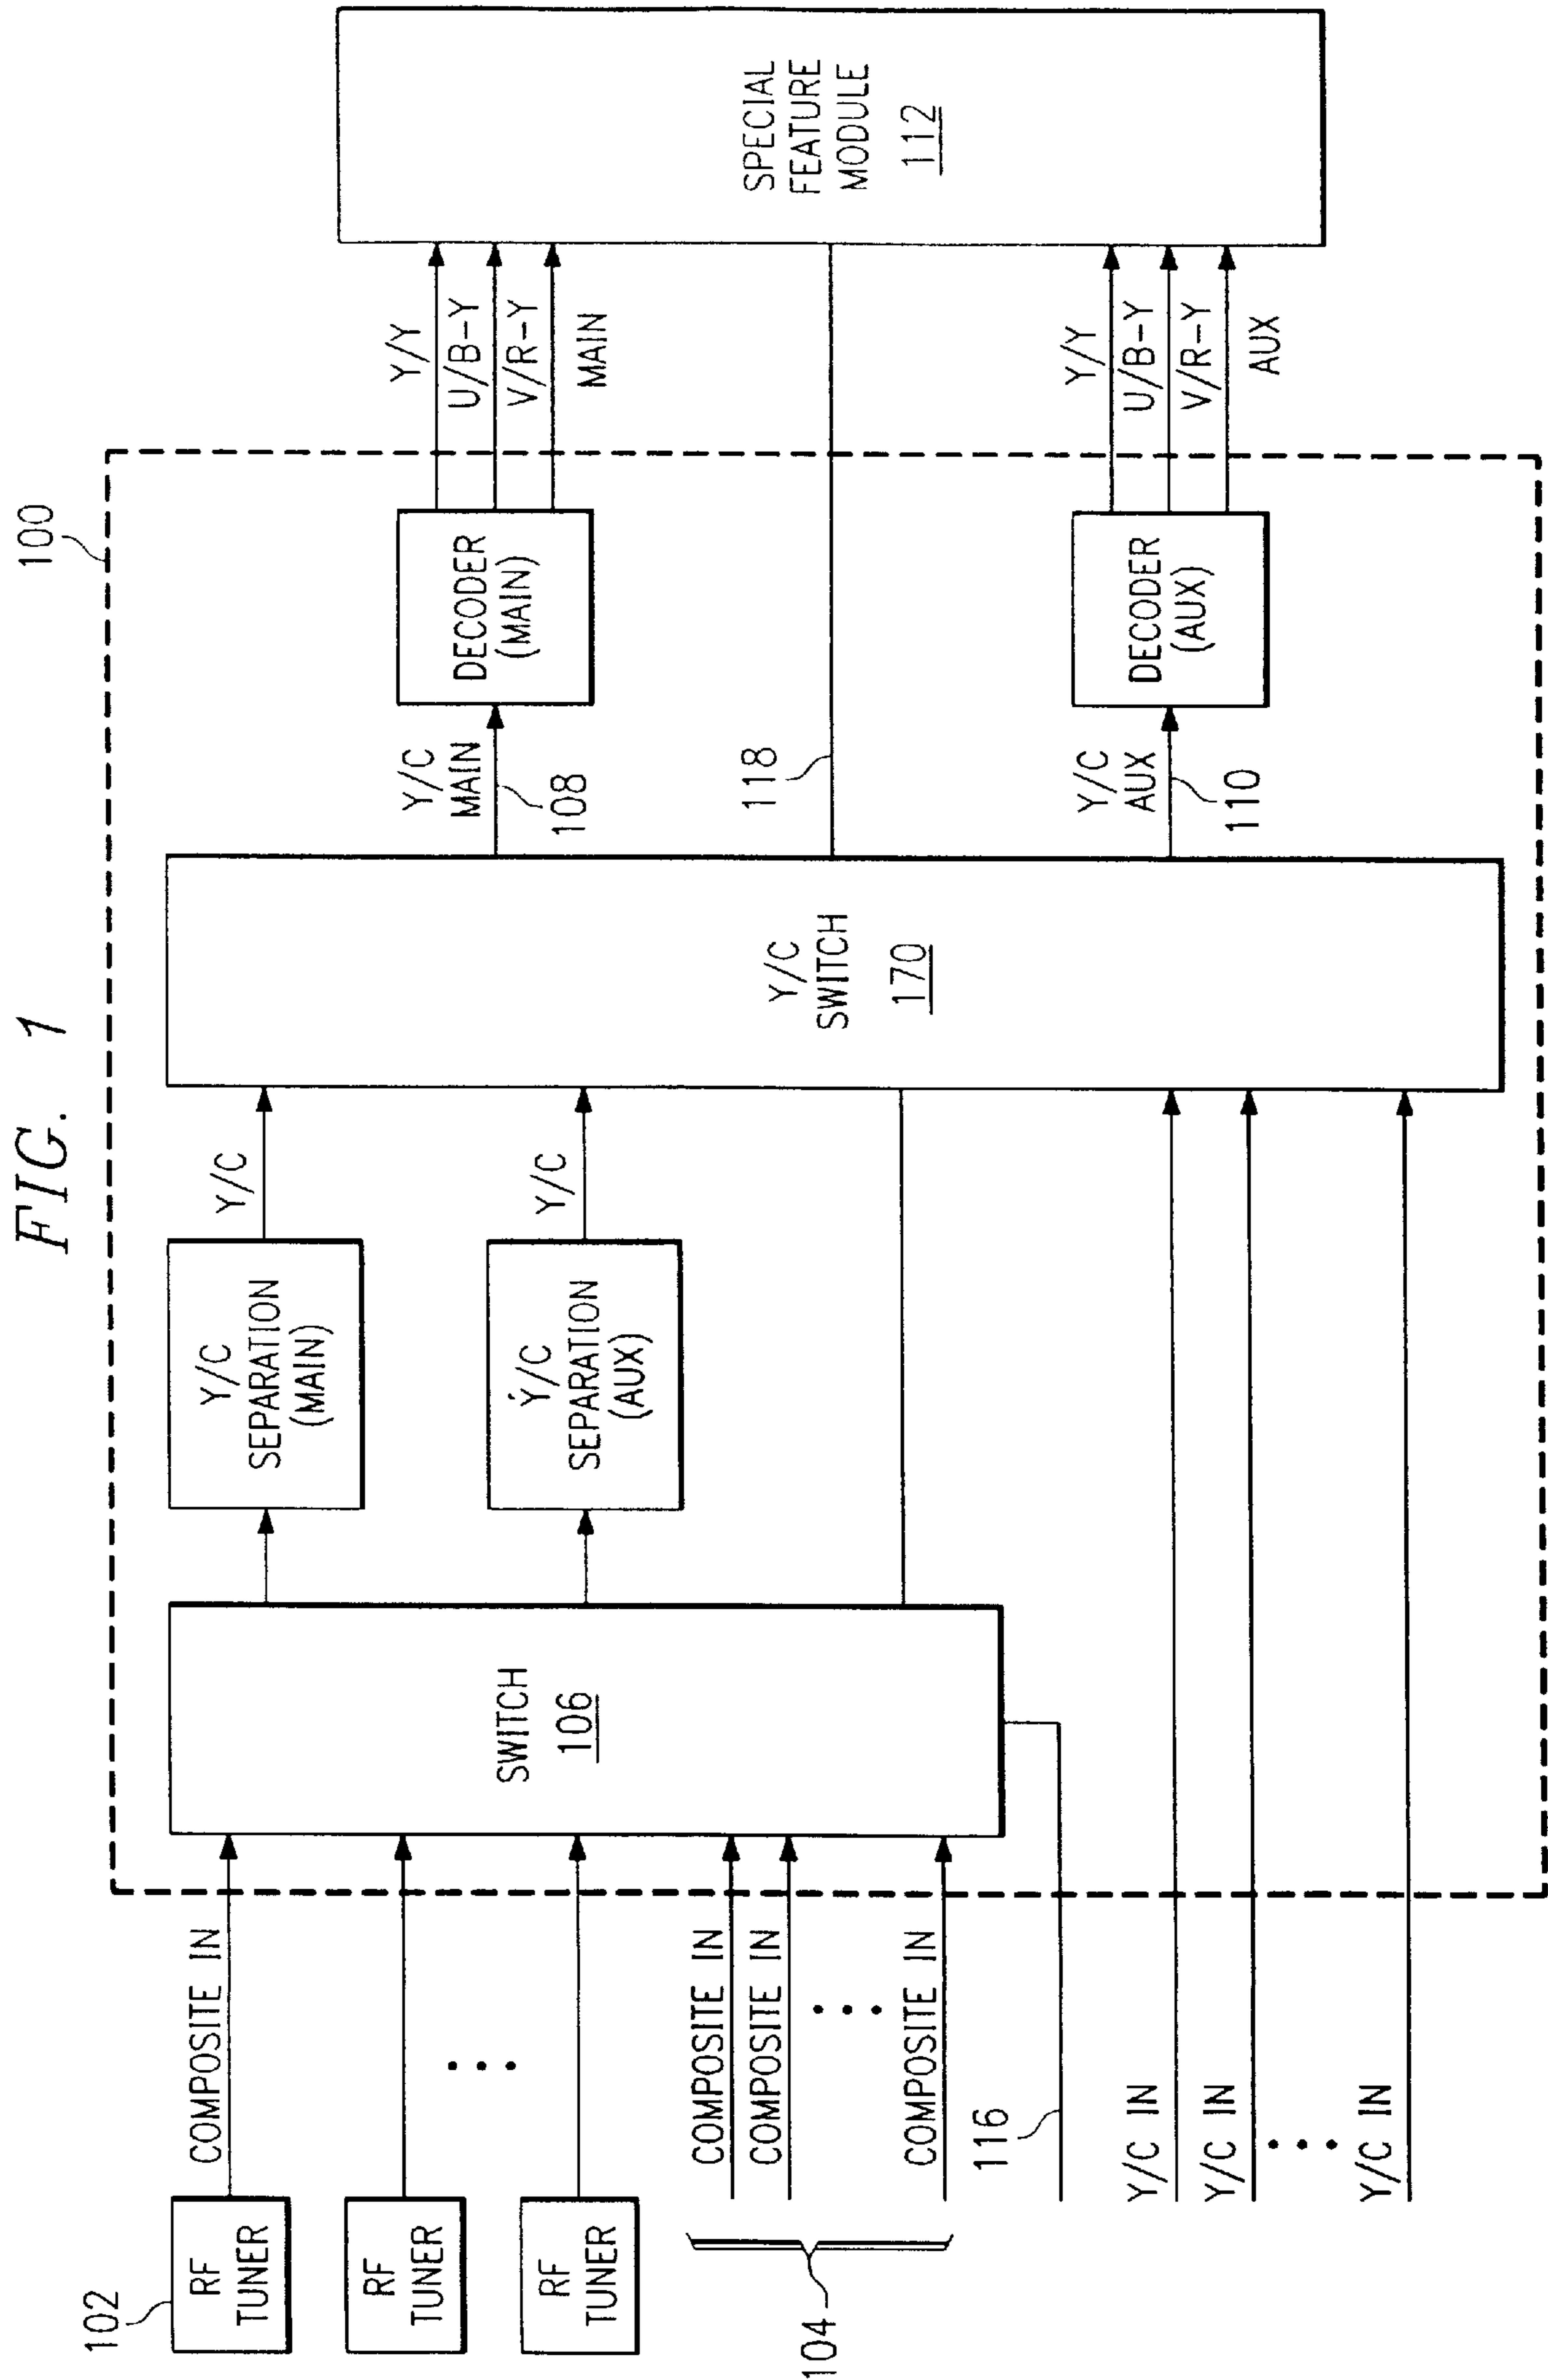 FIG. 1
100
102
RF
TUNER
RF
TUNER
RF
TUNER
COMPOSITE IN
COMPOSITE IN
COMPOSITE IN
COMPOSITE IN
104
116
Y/C IN
Y/C IN
Y/C IN
SWITCH
106
Y/C
SEPARATION
(MAIN)
Ý/C
SEPARATION
(AUX)
Y/C
Y/C
Y/C
SWITCH
170
Y/C
MAIN
108
118
Y/C
AUX
110
DECODER
(MAIN)
DECODER
(AUX)
Y/Y
U/B-Y
V/R-Y
MAIN
Y/Y
U/B-Y
V/R-Y
AUX
SPECIAL
FEATURE
MODULE
112